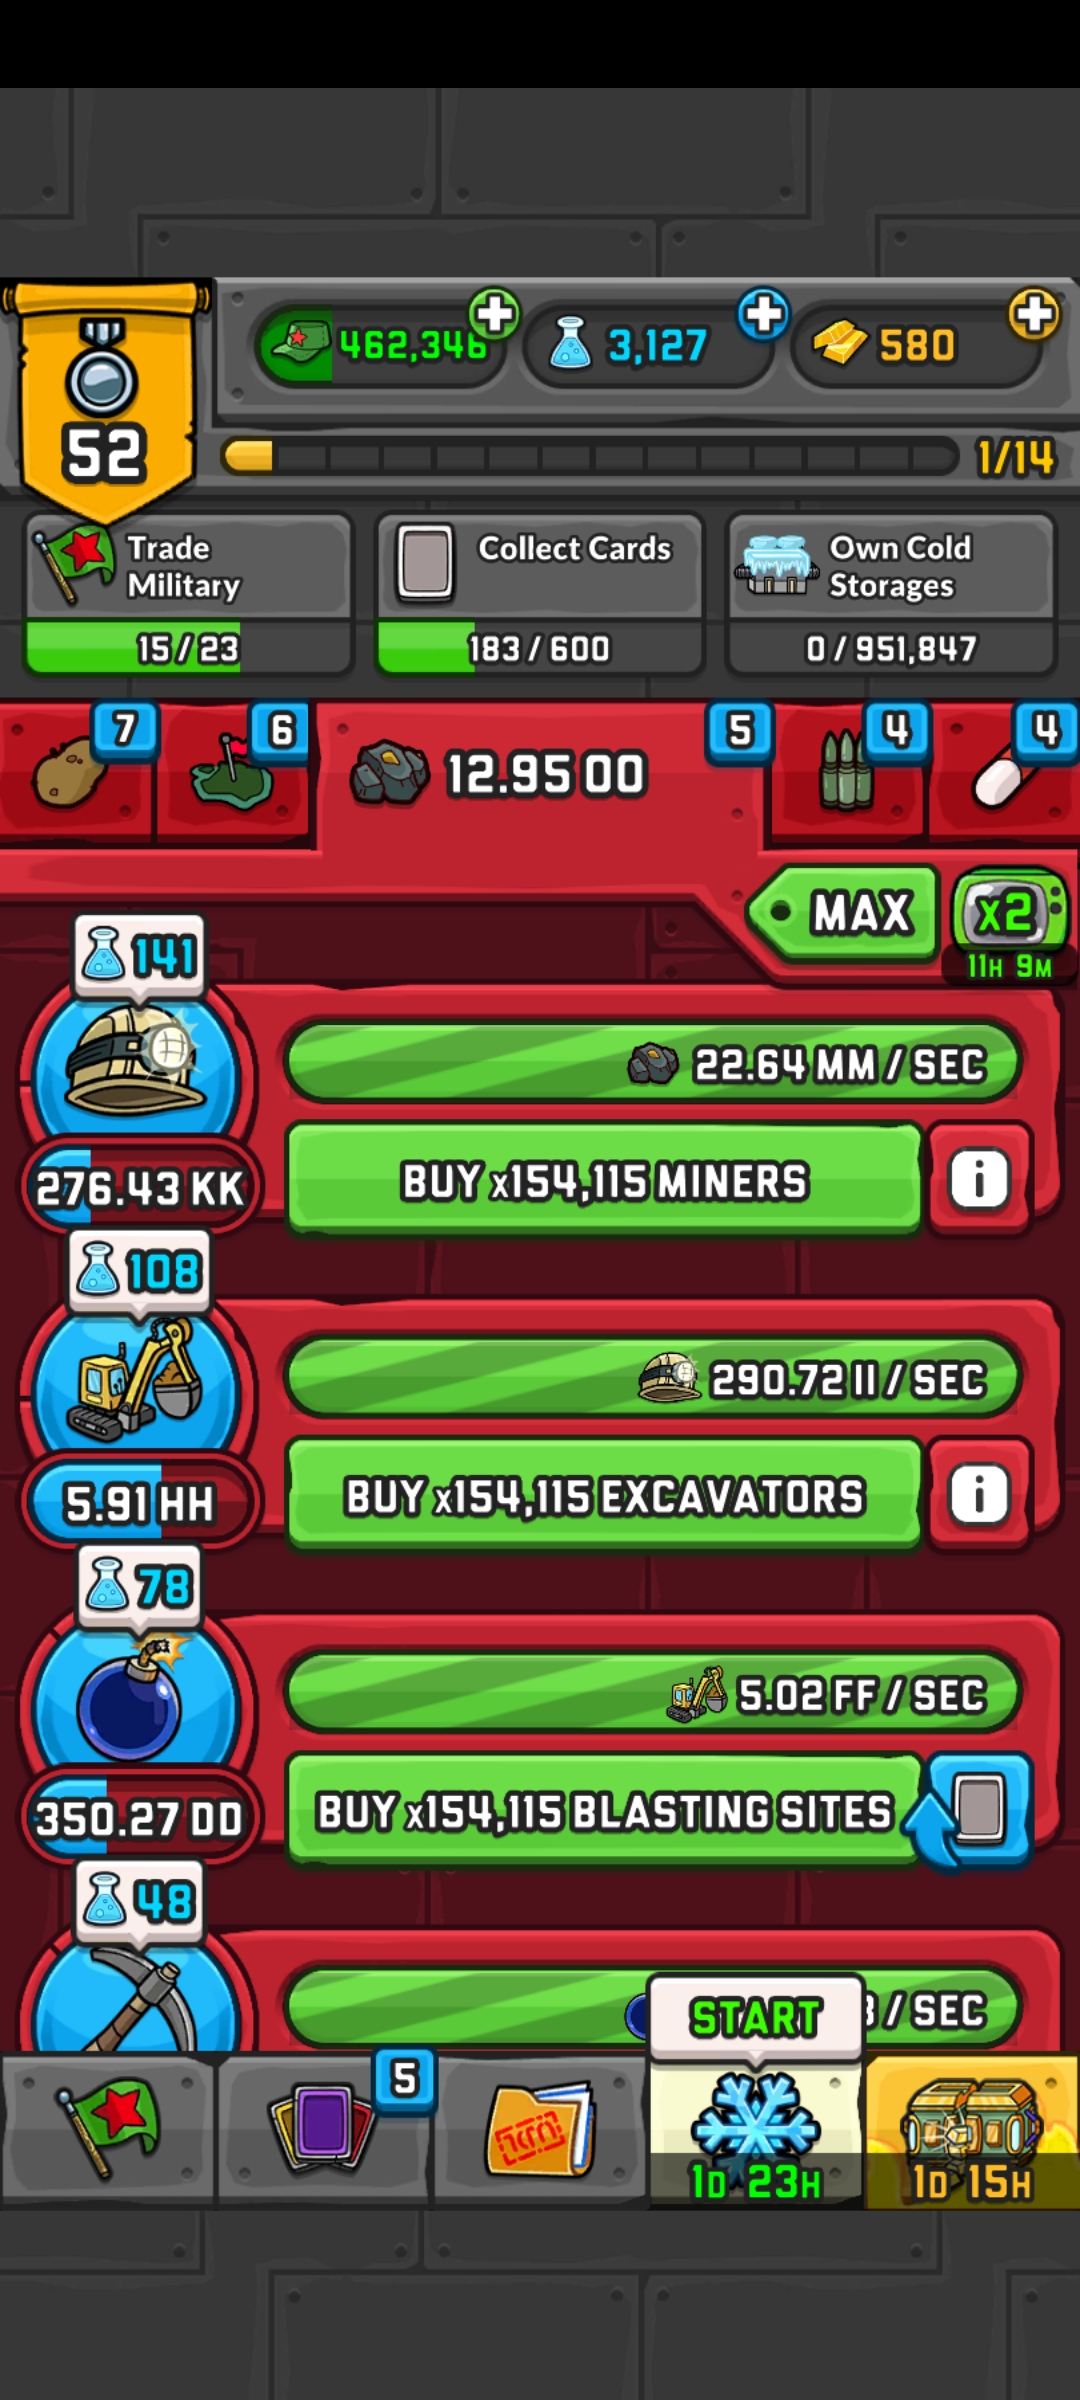 462,346
3,127
580
52
1/14
Trade
Military
15/23
Collect Cards
183/600
Own Cold
Storages
0/951,847
7
6
12.95 OO
5
4
4
MAX
x2
11H 9M
141
22.64 MM / SEC
276.43 KK
BUY x154,115 MINERS
i
108
290.72 II / SEC
5.91 HH
BUY x154,115 EXCAVATORS
i
78
5.02 FF / SEC
350.27 DD
BUY x154,115 BLASTING SITES
48
/ SEC
START
5
1D 23H
1D 15H